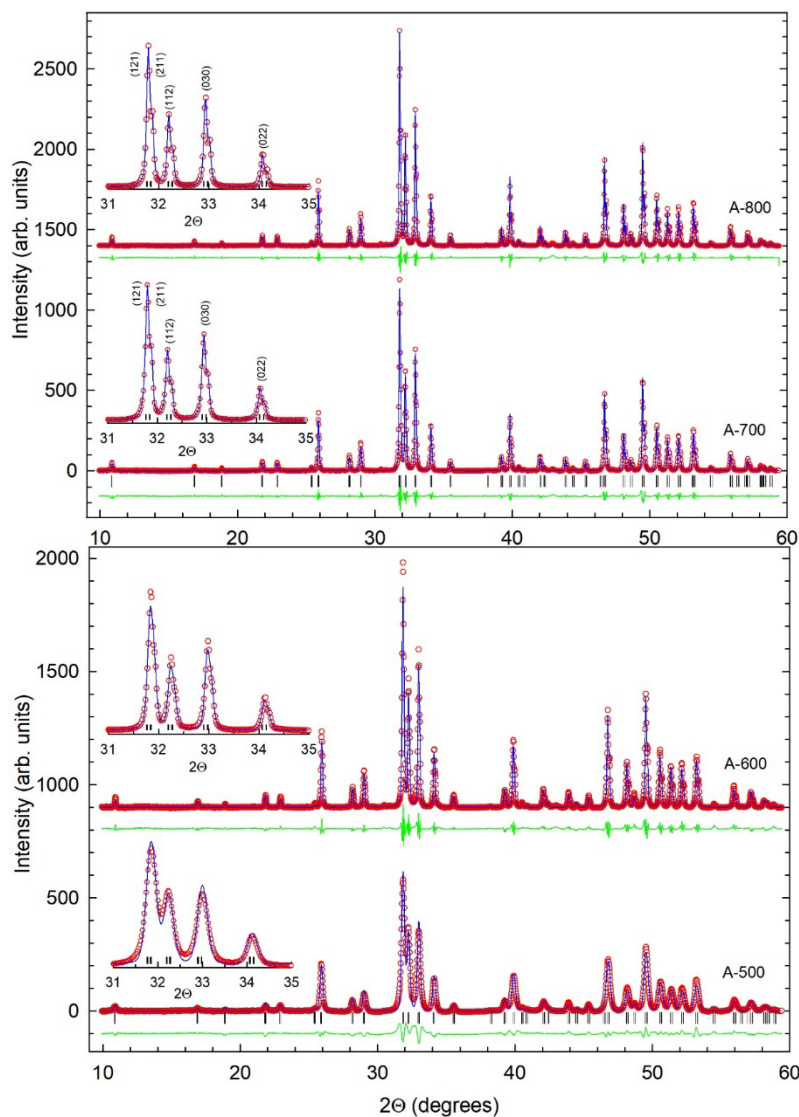 2500
2000
1500
1000
500
0
Intensity (arb. units)
(121)
(211)
(112)
(030)
(022)
31 32 33 34 35
2Θ
A-800
(121)
(211)
(112)
(030)
(022)
31 32 33 34 35
2Θ
A-700
10 20 30 40 50 60
2000
1500
1000
500
0
Intensity (arb. units)
31 32 33 34 35
2Θ
A-600
31 32 33 34 35
2Θ
A-500
10 20 30 40 50 60
2Θ (degrees)